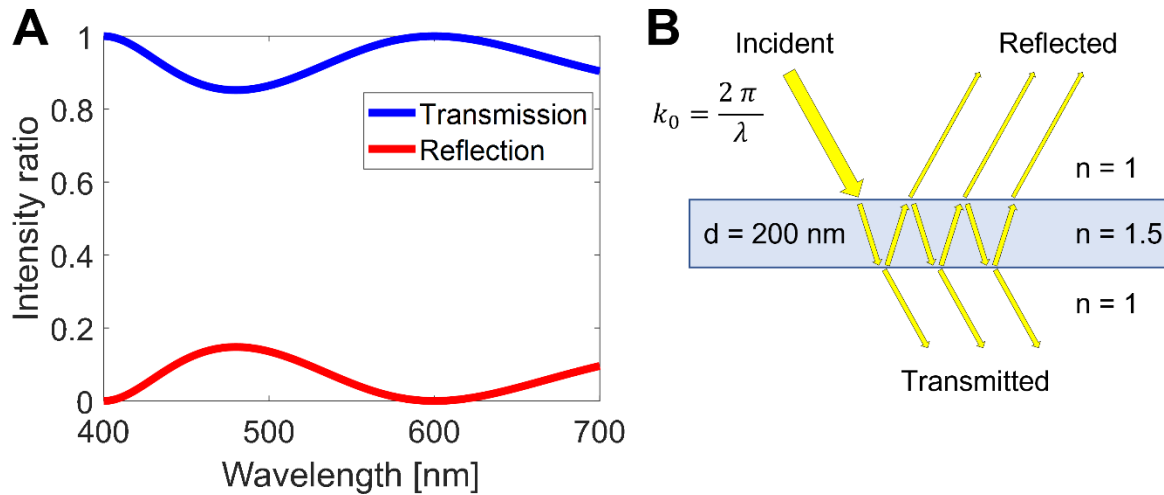 A
1
0.8
0.6
0.4
0.2
0
Intensity ratio
Transmission
Reflection
400
500
600
700
Wavelength [nm]
B
Incident
Reflected
k₀ = 2 π / λ
n = 1
d = 200 nm
n = 1.5
n = 1
Transmitted